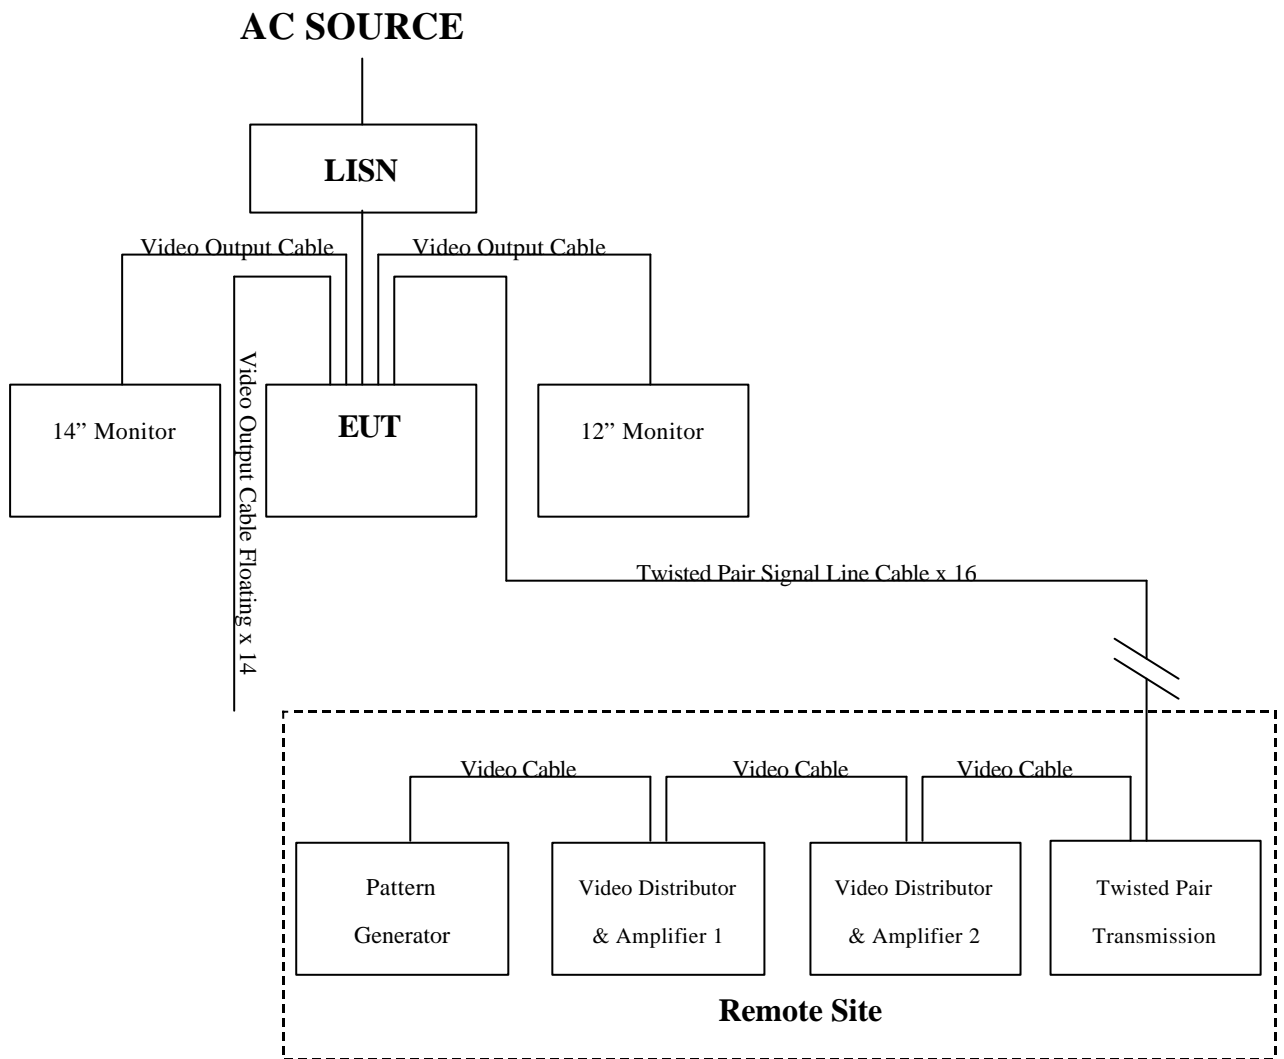 AC SOURCE
LISN
Video Output Cable
Video Output Cable
Video Output Cable Floating x 14
14” Monitor
EUT
12” Monitor
Twisted Pair Signal Line Cable x 16
Video Cable
Video Cable
Video Cable
Pattern
Generator
Video Distributor
& Amplifier 1
Video Distributor
& Amplifier 2
Twisted Pair
Transmission
Remote Site